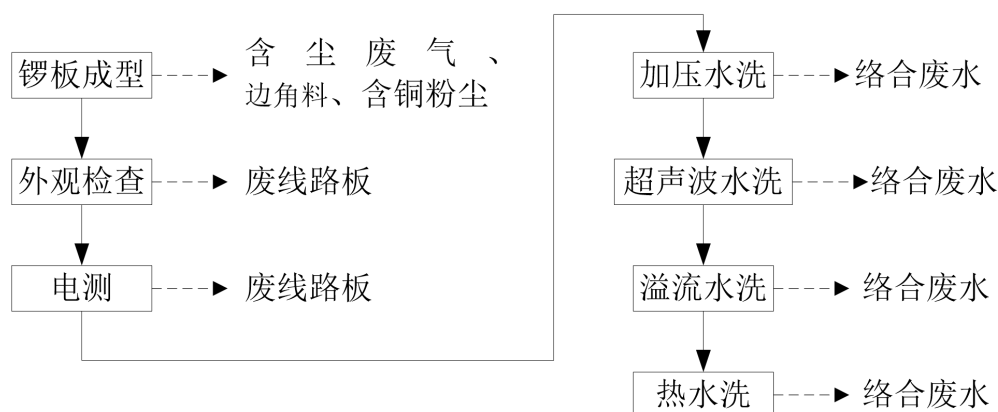 锣板成型
含尘废气、
边角料、含铜粉尘
外观检查
废线路板
电测
废线路板
加压水洗
络合废水
超声波水洗
络合废水
溢流水洗
络合废水
热水洗
络合废水